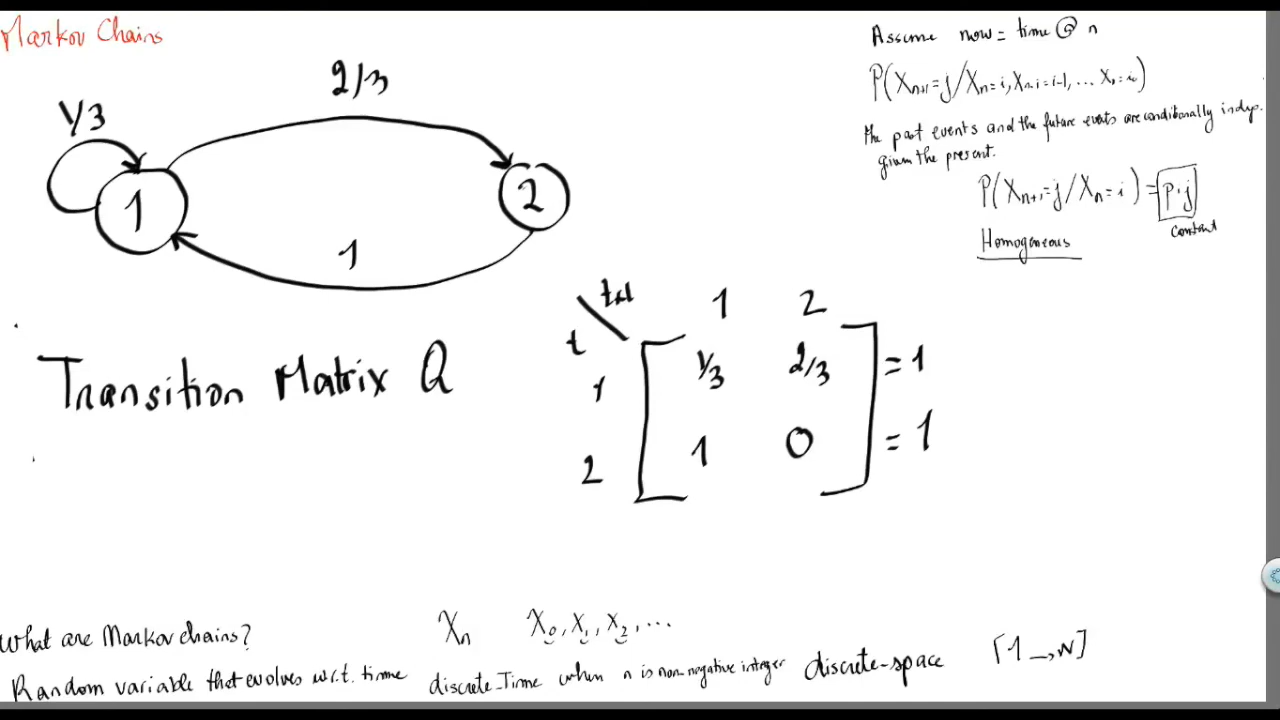 Markov Chains
Assume now = time @ n
P(Xn+1=j/Xn=i, Xn-1=i-1, ... X1=i0)
the past events and the future events are conditionally indep.
given the present.
P(Xn+1=j/Xn=i) = Pij
constant
Homogeneous
2/3
1/3
1
2
1
t t+1 1 2
1 1/3 2/3 = 1
Transition Matrix Q
2 1 0 = 1
What are Markov chains? Xn X0, X1, X2, ...
Random variable that evolves w.r.t. time discrete-Time when n is non-negative integer discrete-space [1→N]